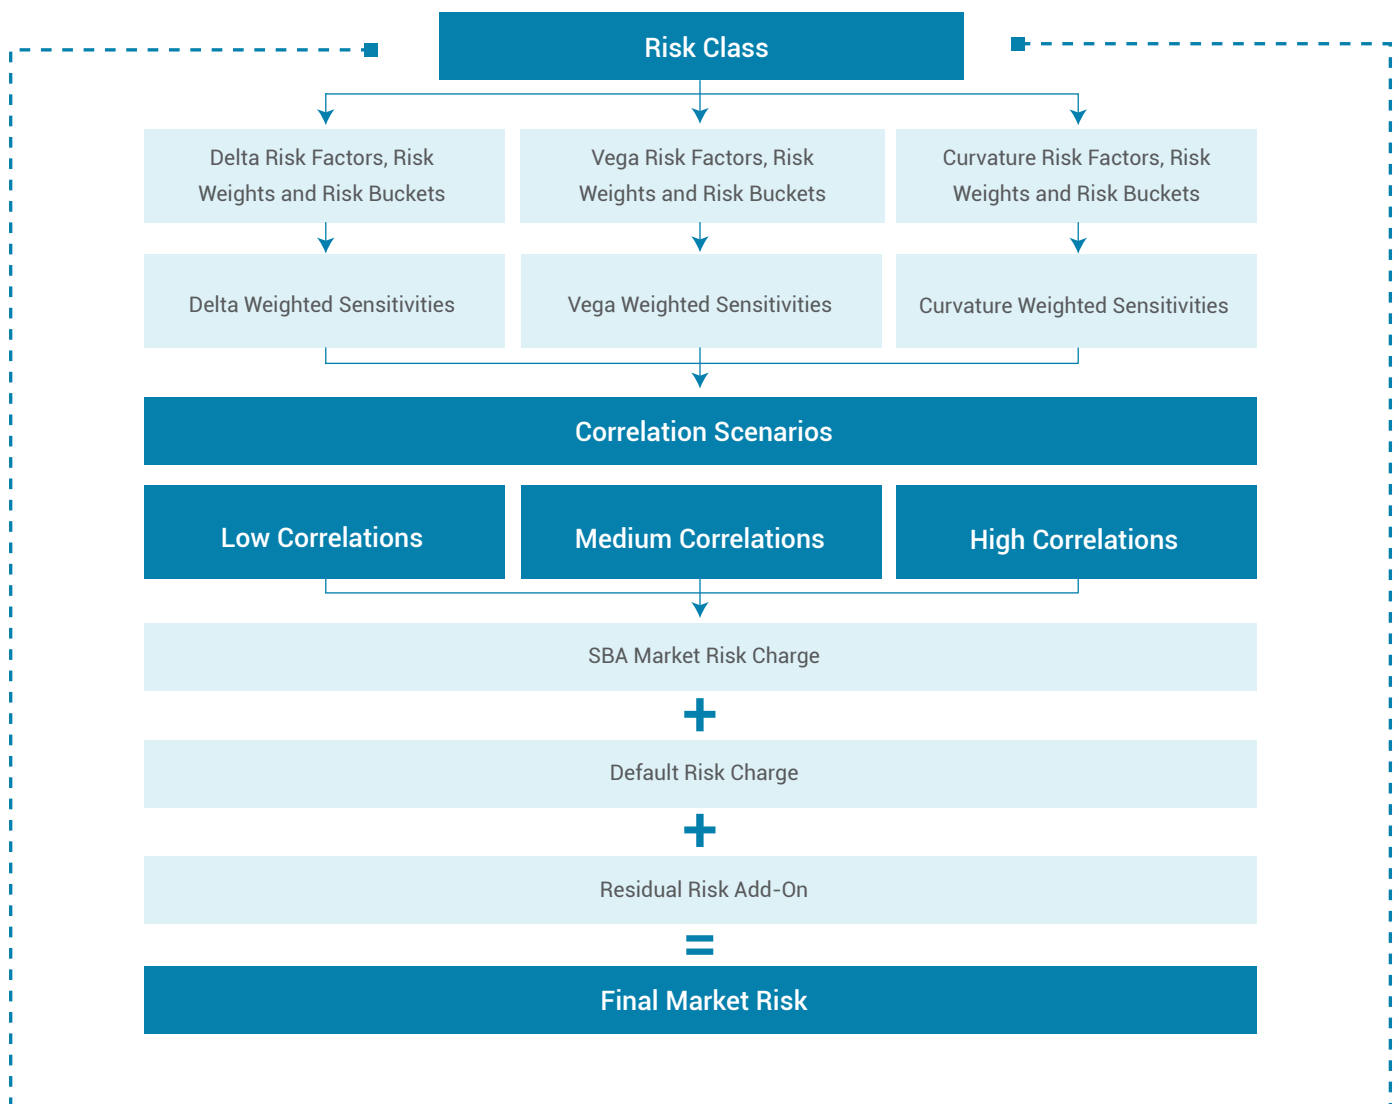 Risk Class
Delta Risk Factors, Risk
Weights and Risk Buckets
Vega Risk Factors, Risk
Weights and Risk Buckets
Curvature Risk Factors, Risk
Weights and Risk Buckets
Delta Weighted Sensitivities
Vega Weighted Sensitivities
Curvature Weighted Sensitivities
Correlation Scenarios
Low Correlations
Medium Correlations
High Correlations
SBA Market Risk Charge
+
Default Risk Charge
+
Residual Risk Add-On
=
Final Market Risk